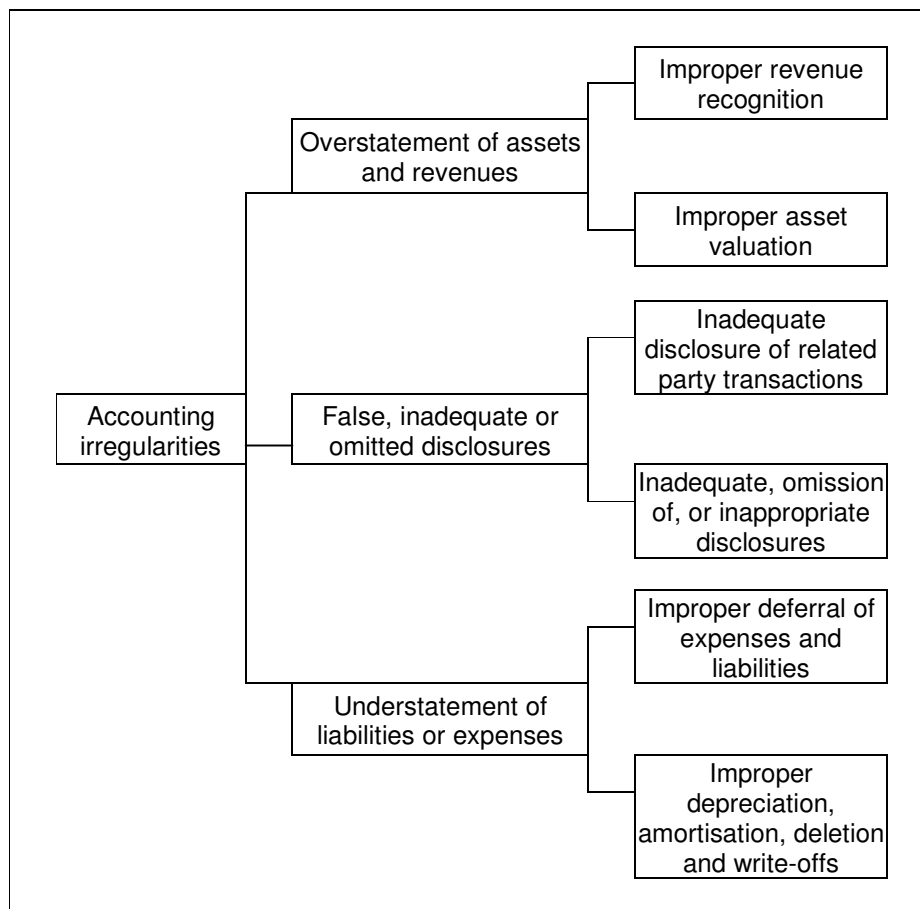 Improper revenue
recognition
Overstatement of assets
and revenues
Improper asset
valuation
Inadequate
disclosure of related
party transactions
Accounting
irregularities
False, inadequate or
omitted disclosures
Inadequate, omission
of, or inappropriate
disclosures
Improper deferral of
expenses and
liabilities
Understatement of
liabilities or expenses
Improper
depreciation,
amortisation, deletion
and write-offs